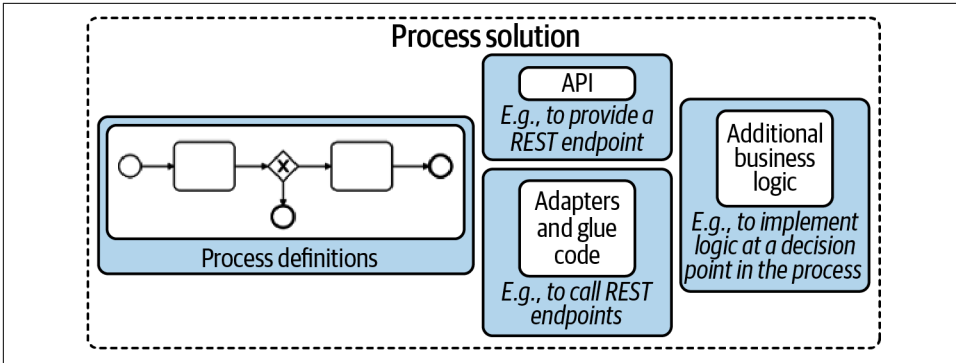 Process solution
Process definitions
API
E.g., to provide a
REST endpoint
Adapters
and glue
code
E.g., to call REST
endpoints
Additional
business
logic
E.g., to implement
logic at a decision
point in the process